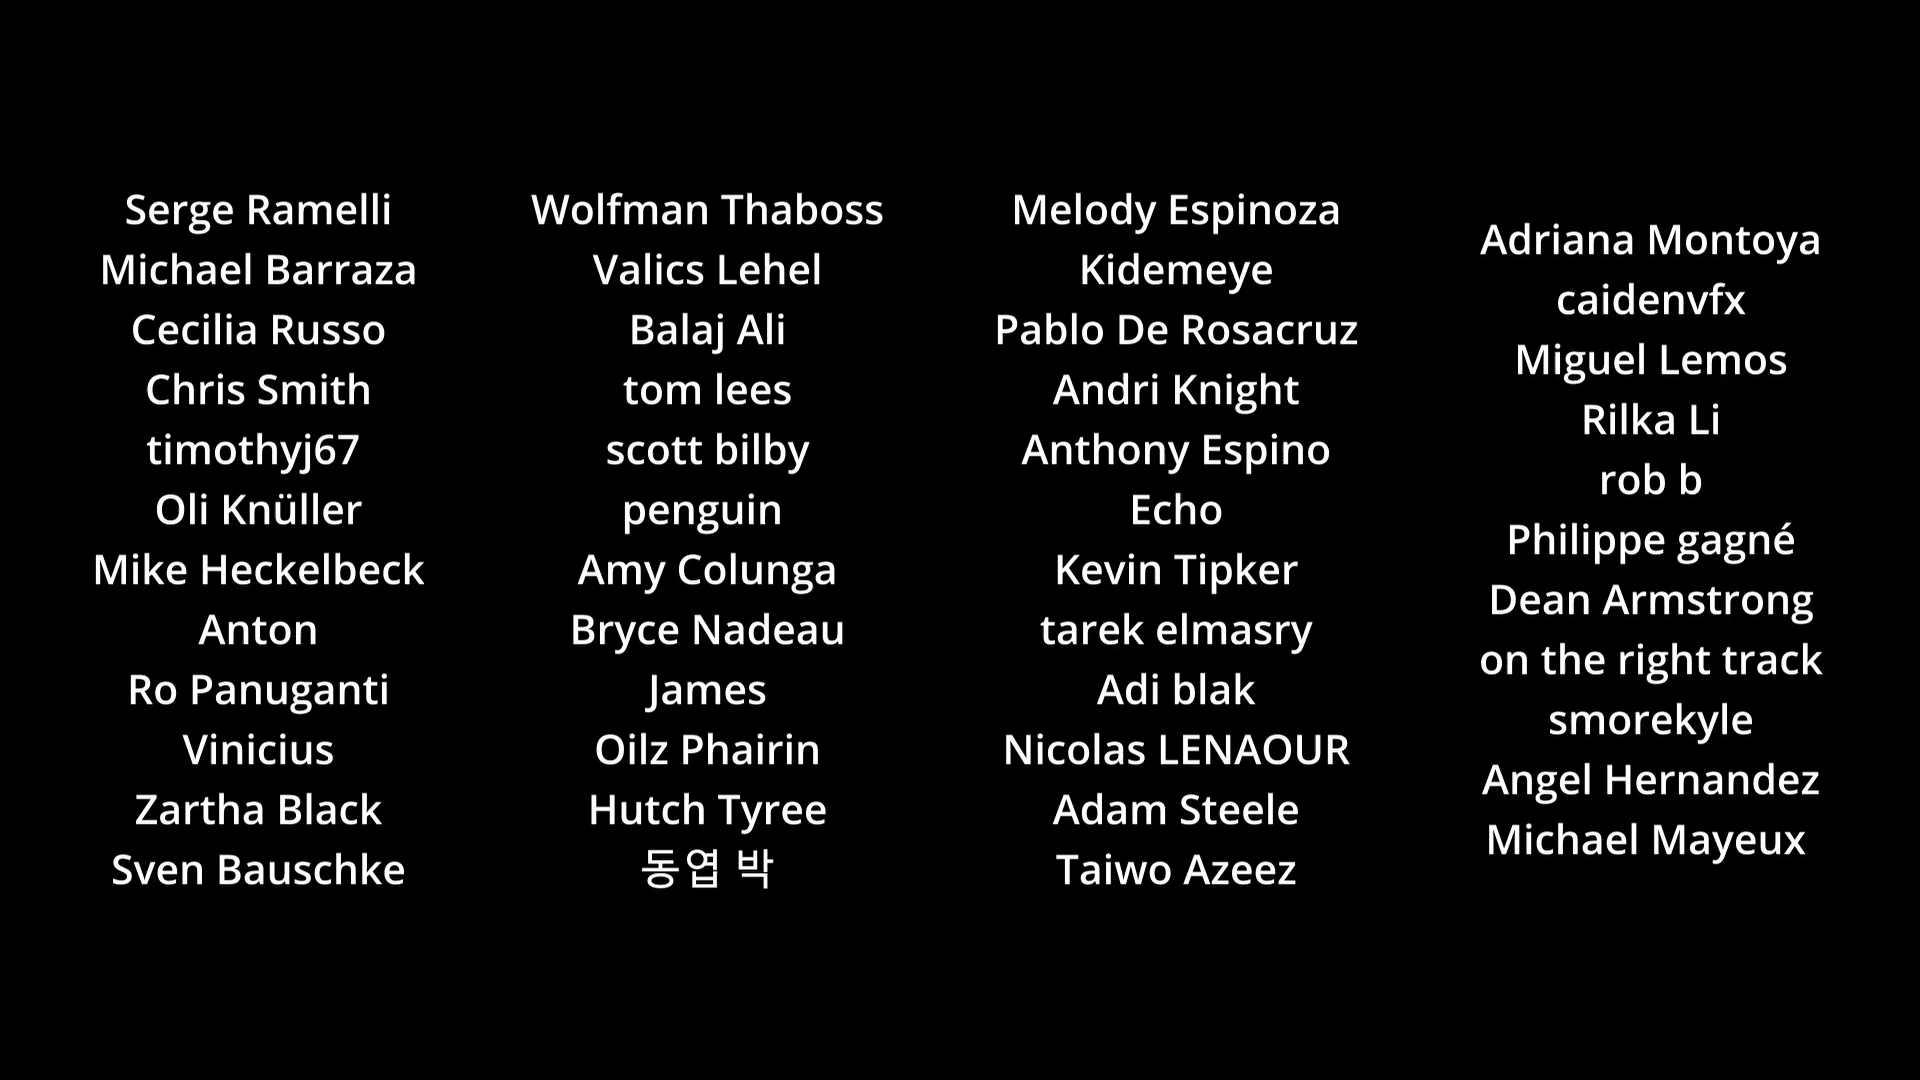 Serge Ramelli
Michael Barraza
Cecilia Russo
Chris Smith
timothyj67
Oli Knüller
Mike Heckelbeck
Anton
Ro Panuganti
Vinicius
Zartha Black
Sven Bauschke
Wolfman Thaboss
Valics Lehel
Balaj Ali
tom lees
scott bilby
penguin
Amy Colunga
Bryce Nadeau
James
Oilz Phairin
Hutch Tyree
동엽 박
Melody Espinoza
Kidemeye
Pablo De Rosacruz
Andri Knight
Anthony Espino
Echo
Kevin Tipker
tarek elmasry
Adi blak
Nicolas LENAOUR
Adam Steele
Taiwo Azeez
Adriana Montoya
caidenvfx
Miguel Lemos
Rilka Li
rob b
Philippe gagné
Dean Armstrong
on the right track
smorekyle
Angel Hernandez
Michael Mayeux